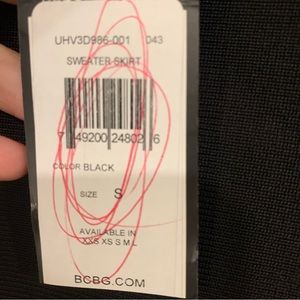 UHV3D986-001 043
SWEATER SKIRT
7 49200 24802 6
COLOR BLACK
SIZE S
AVAILABLE IN
XXS XS S M L
BCBG.COM